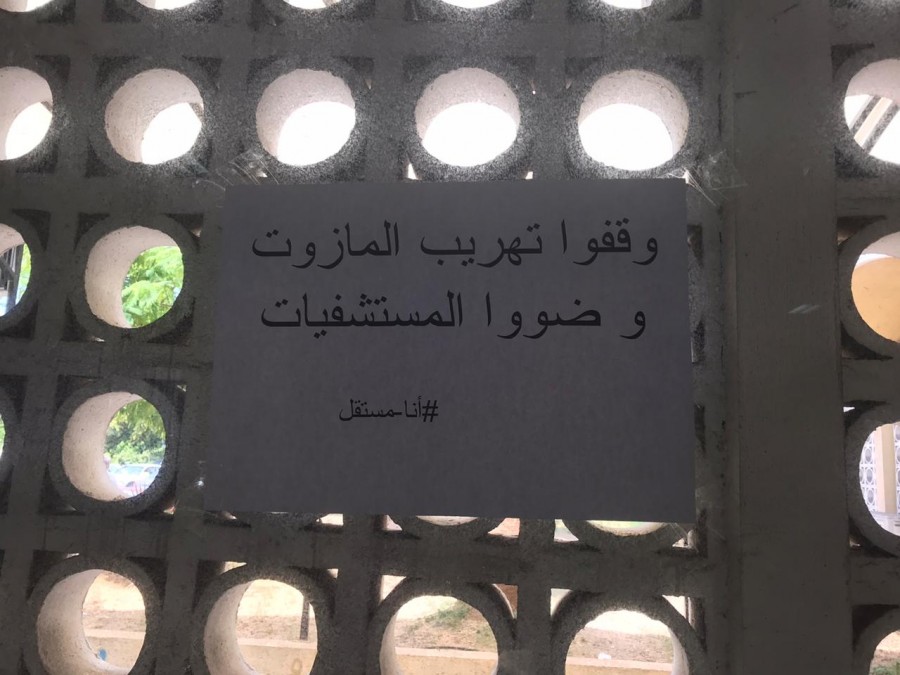 وقفوا تهريب المازوت
و ضووا المستشفيات
#أنا-مستقل